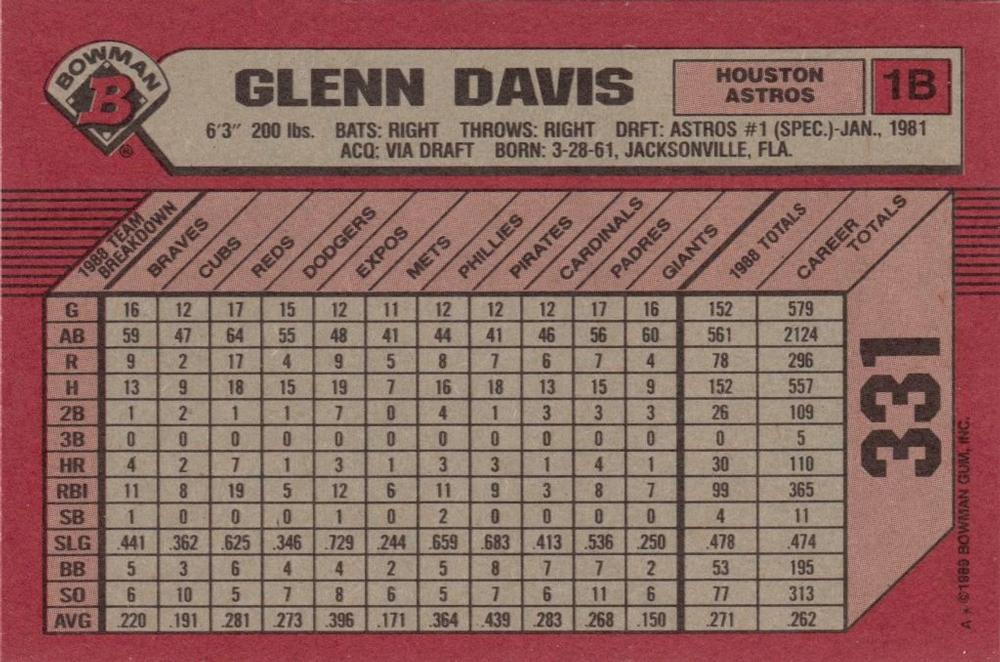 BOWMAN
B
®
GLENN DAVIS
HOUSTON ASTROS
1B
6'3" 200 lbs. BATS: RIGHT THROWS: RIGHT DRFT: ASTROS #1 (SPEC.)-JAN., 1981
ACQ: VIA DRAFT BORN: 3-28-61, JACKSONVILLE, FLA.
1988 TEAM BREAKDOWN BRAVES CUBS REDS DODGERS EXPOS METS PHILLIES PIRATES CARDINALS PADRES GIANTS 1988 TOTALS CAREER TOTALS
G 16 12 17 15 12 11 12 12 12 17 16 152 579
AB 59 47 64 55 48 41 44 41 46 56 60 561 2124
R 9 2 17 4 9 5 8 7 6 7 4 78 296
H 13 9 18 15 19 7 16 18 13 15 9 152 557
2B 1 2 1 1 7 0 4 1 3 3 3 26 109
3B 0 0 0 0 0 0 0 0 0 0 0 0 5
HR 4 2 7 1 3 1 3 3 1 4 1 30 110
RBI 11 8 19 5 12 6 11 9 3 8 7 99 365
SB 1 0 0 0 1 0 2 0 0 0 0 4 11
SLG .441 .362 .625 .346 .729 .244 .659 .683 .413 .536 .250 .478 .474
BB 5 3 6 4 4 2 5 8 7 7 2 53 195
SO 6 10 5 7 8 6 5 7 6 11 6 77 313
AVG .220 .191 .281 .273 .396 .171 .364 .439 .283 .268 .150 .271 .262
331
A * ©1989 BOWMAN GUM, INC.